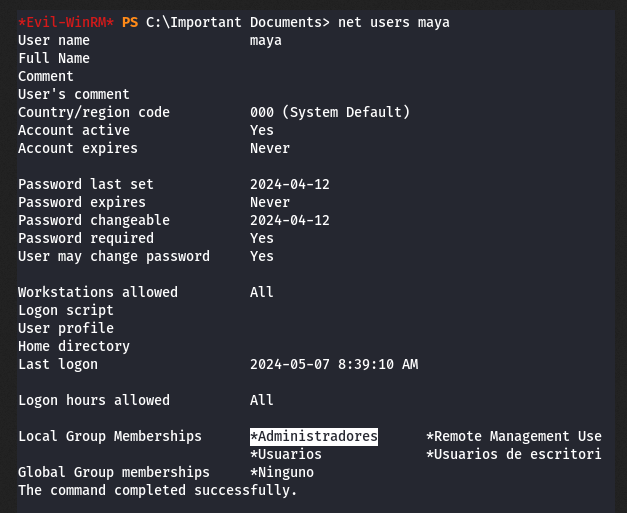 *Evil-WinRM* PS C:\Important Documents> net users maya
User name                    maya
Full Name
Comment
User's comment
Country/region code          000 (System Default)
Account active               Yes
Account expires              Never

Password last set            2024-04-12
Password expires             Never
Password changeable          2024-04-12
Password required            Yes
User may change password     Yes

Workstations allowed         All
Logon script
User profile
Home directory
Last logon                   2024-05-07 8:39:10 AM

Logon hours allowed          All

Local Group Memberships      *Administradores      *Remote Management Use
                             *Usuarios             *Usuarios de escritori
Global Group memberships     *Ninguno
The command completed successfully.